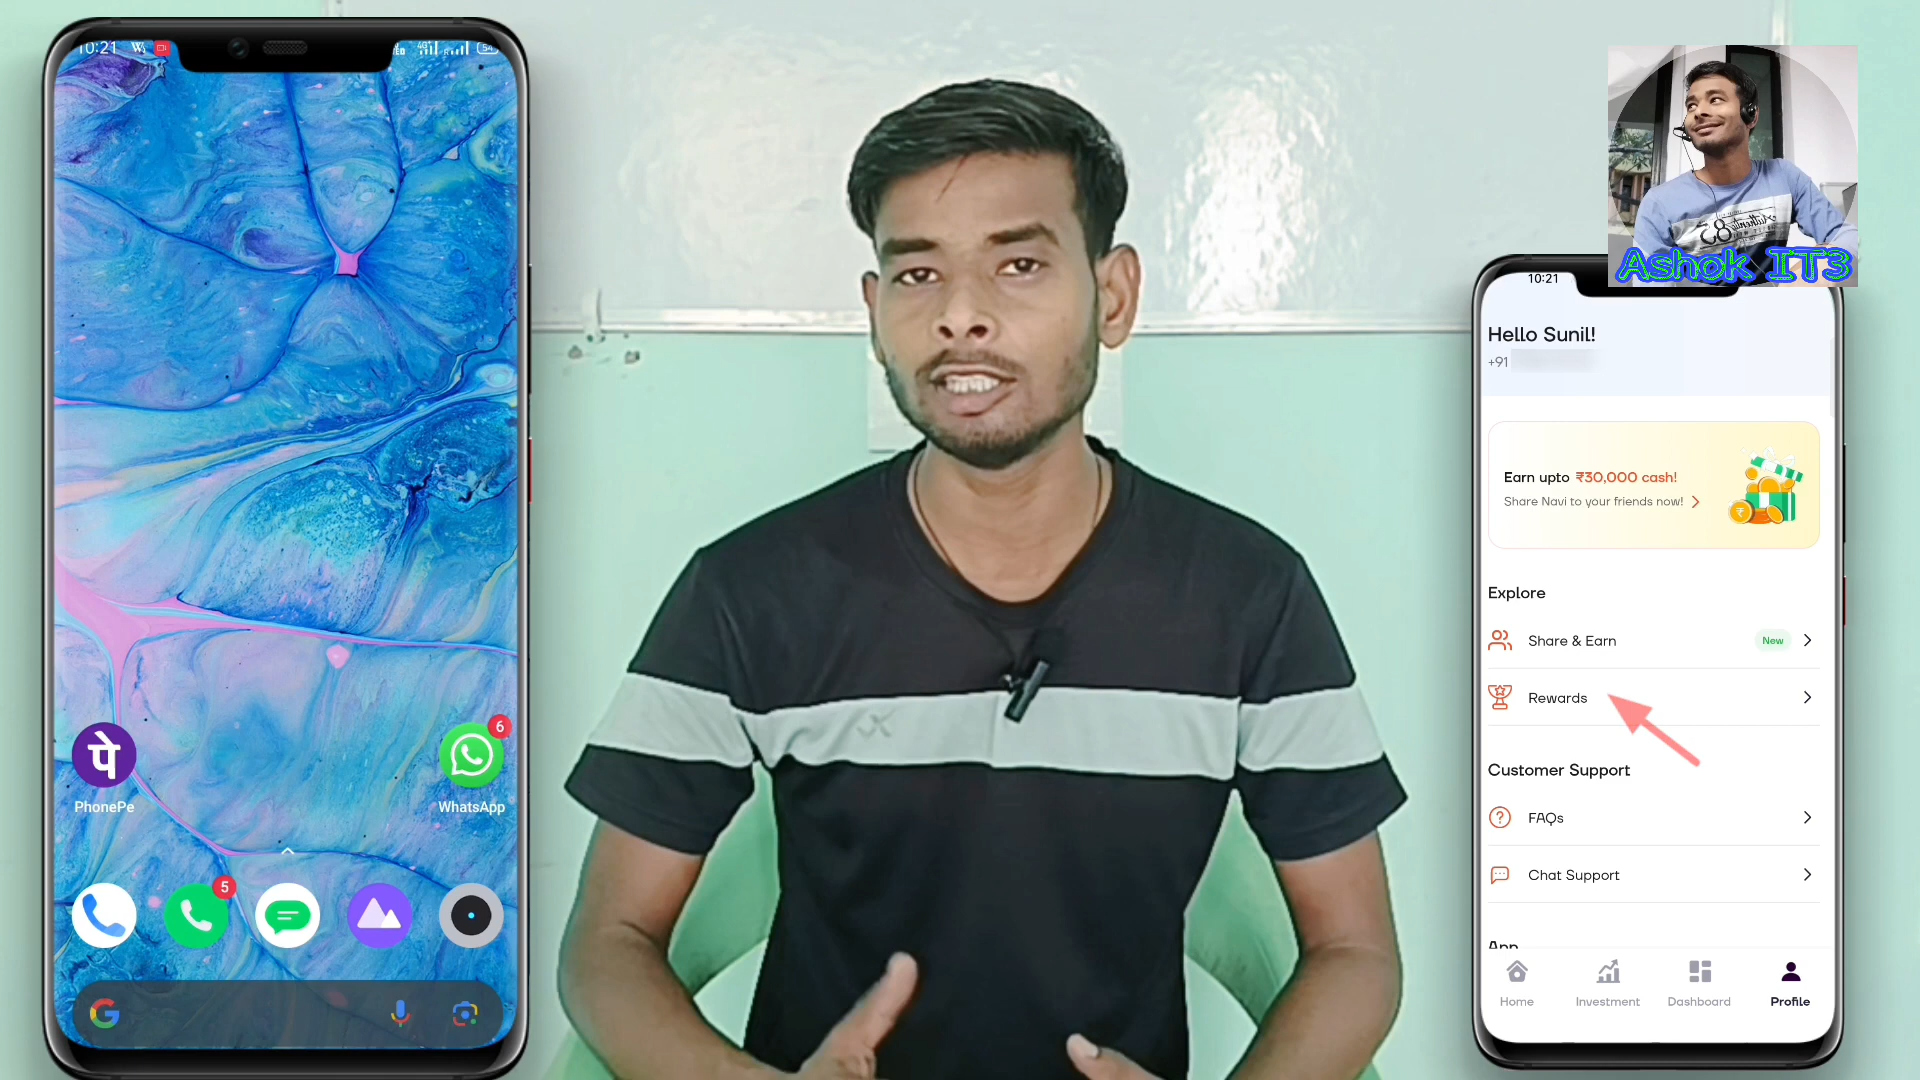 10:21
54
PhonePe
6
WhatsApp
5
Ashok IT3
10:21
Hello Sunil!
+91
Earn upto ₹30,000 cash!
Share Navi to your friends now!
Explore
Share & Earn
New
Rewards
Customer Support
FAQs
Chat Support
App
Home
Investment
Dashboard
Profile